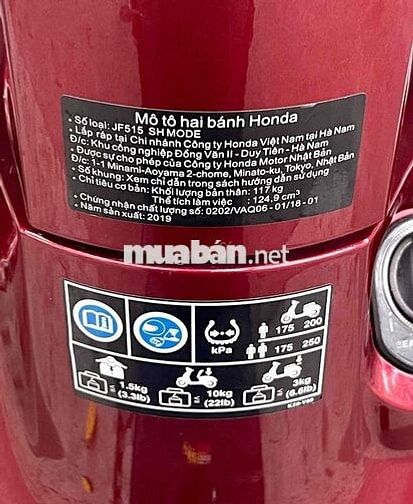 Mô tô hai bánh Honda
- Số loại: JF515 SH MODE
- Lắp ráp tại Chi nhánh Công ty Honda Việt Nam tại Hà Nam
Đ/c: Khu công nghiệp Đồng Văn II - Duy Tiên - Hà Nam
- Được sự cho phép của Công ty Honda Motor Nhật Bản
Đ/c: 1-1 Minami-Aoyama 2-chome, Minato-ku, Tokyo, Nhật Bản
- Số khung: Xem chỉ dẫn trong sách hướng dẫn sử dụng
- Chỉ tiêu cơ bản: Khối lượng bản thân: 117 kg
Thể tích làm việc : 124,9 cm³
- Chứng nhận chất lượng số: 0202/VAQ06 - 01/18 - 01
- Năm sản xuất: 2019
muabán.net
kPa
175 200
175 250
≤ 1.5kg
(3.3lb)
≤ 10kg
(22lb)
≤ 3kg
(6.6lb)